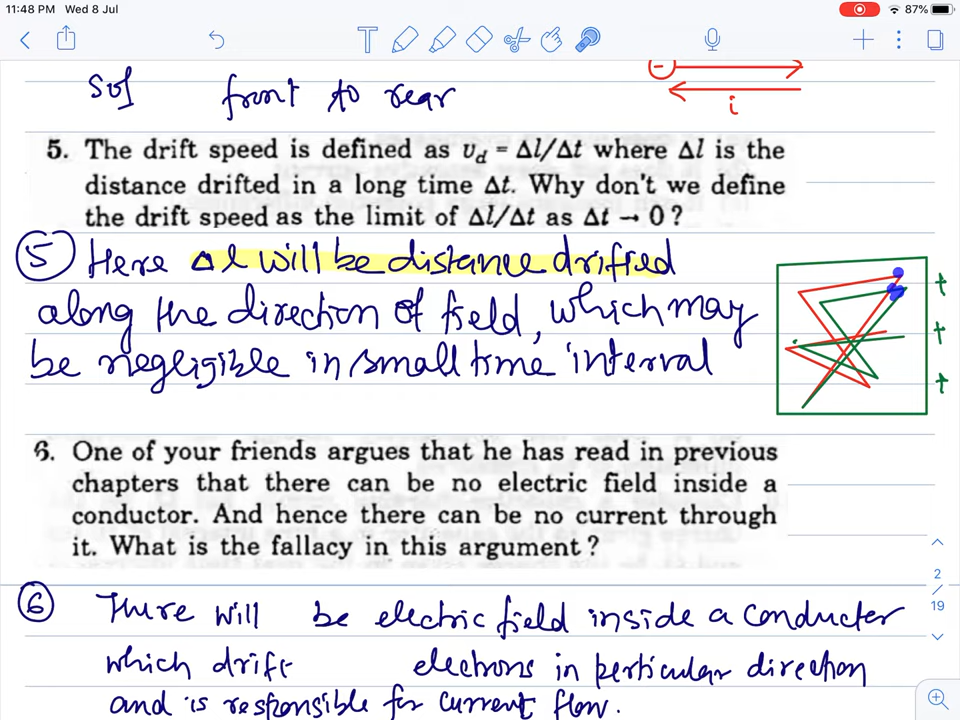 11:48 PM Wed 8 Jul
87%
T
Sol front to rear
−
i
5. The drift speed is defined as v_d = Δl/Δt where Δl is the
distance drifted in a long time Δt. Why don't we define
the drift speed as the limit of Δl/Δt as Δt → 0 ?
5 Here Δl will be distance drifted
along the direction of field, which may
be negligible in small time interval
+
+
+
6. One of your friends argues that he has read in previous
chapters that there can be no electric field inside a
conductor. And hence there can be no current through
it. What is the fallacy in this argument ?
6 There will be electric field inside a conductor
which drift electrons in perticular direction
and is responsible for current flow.
2
19